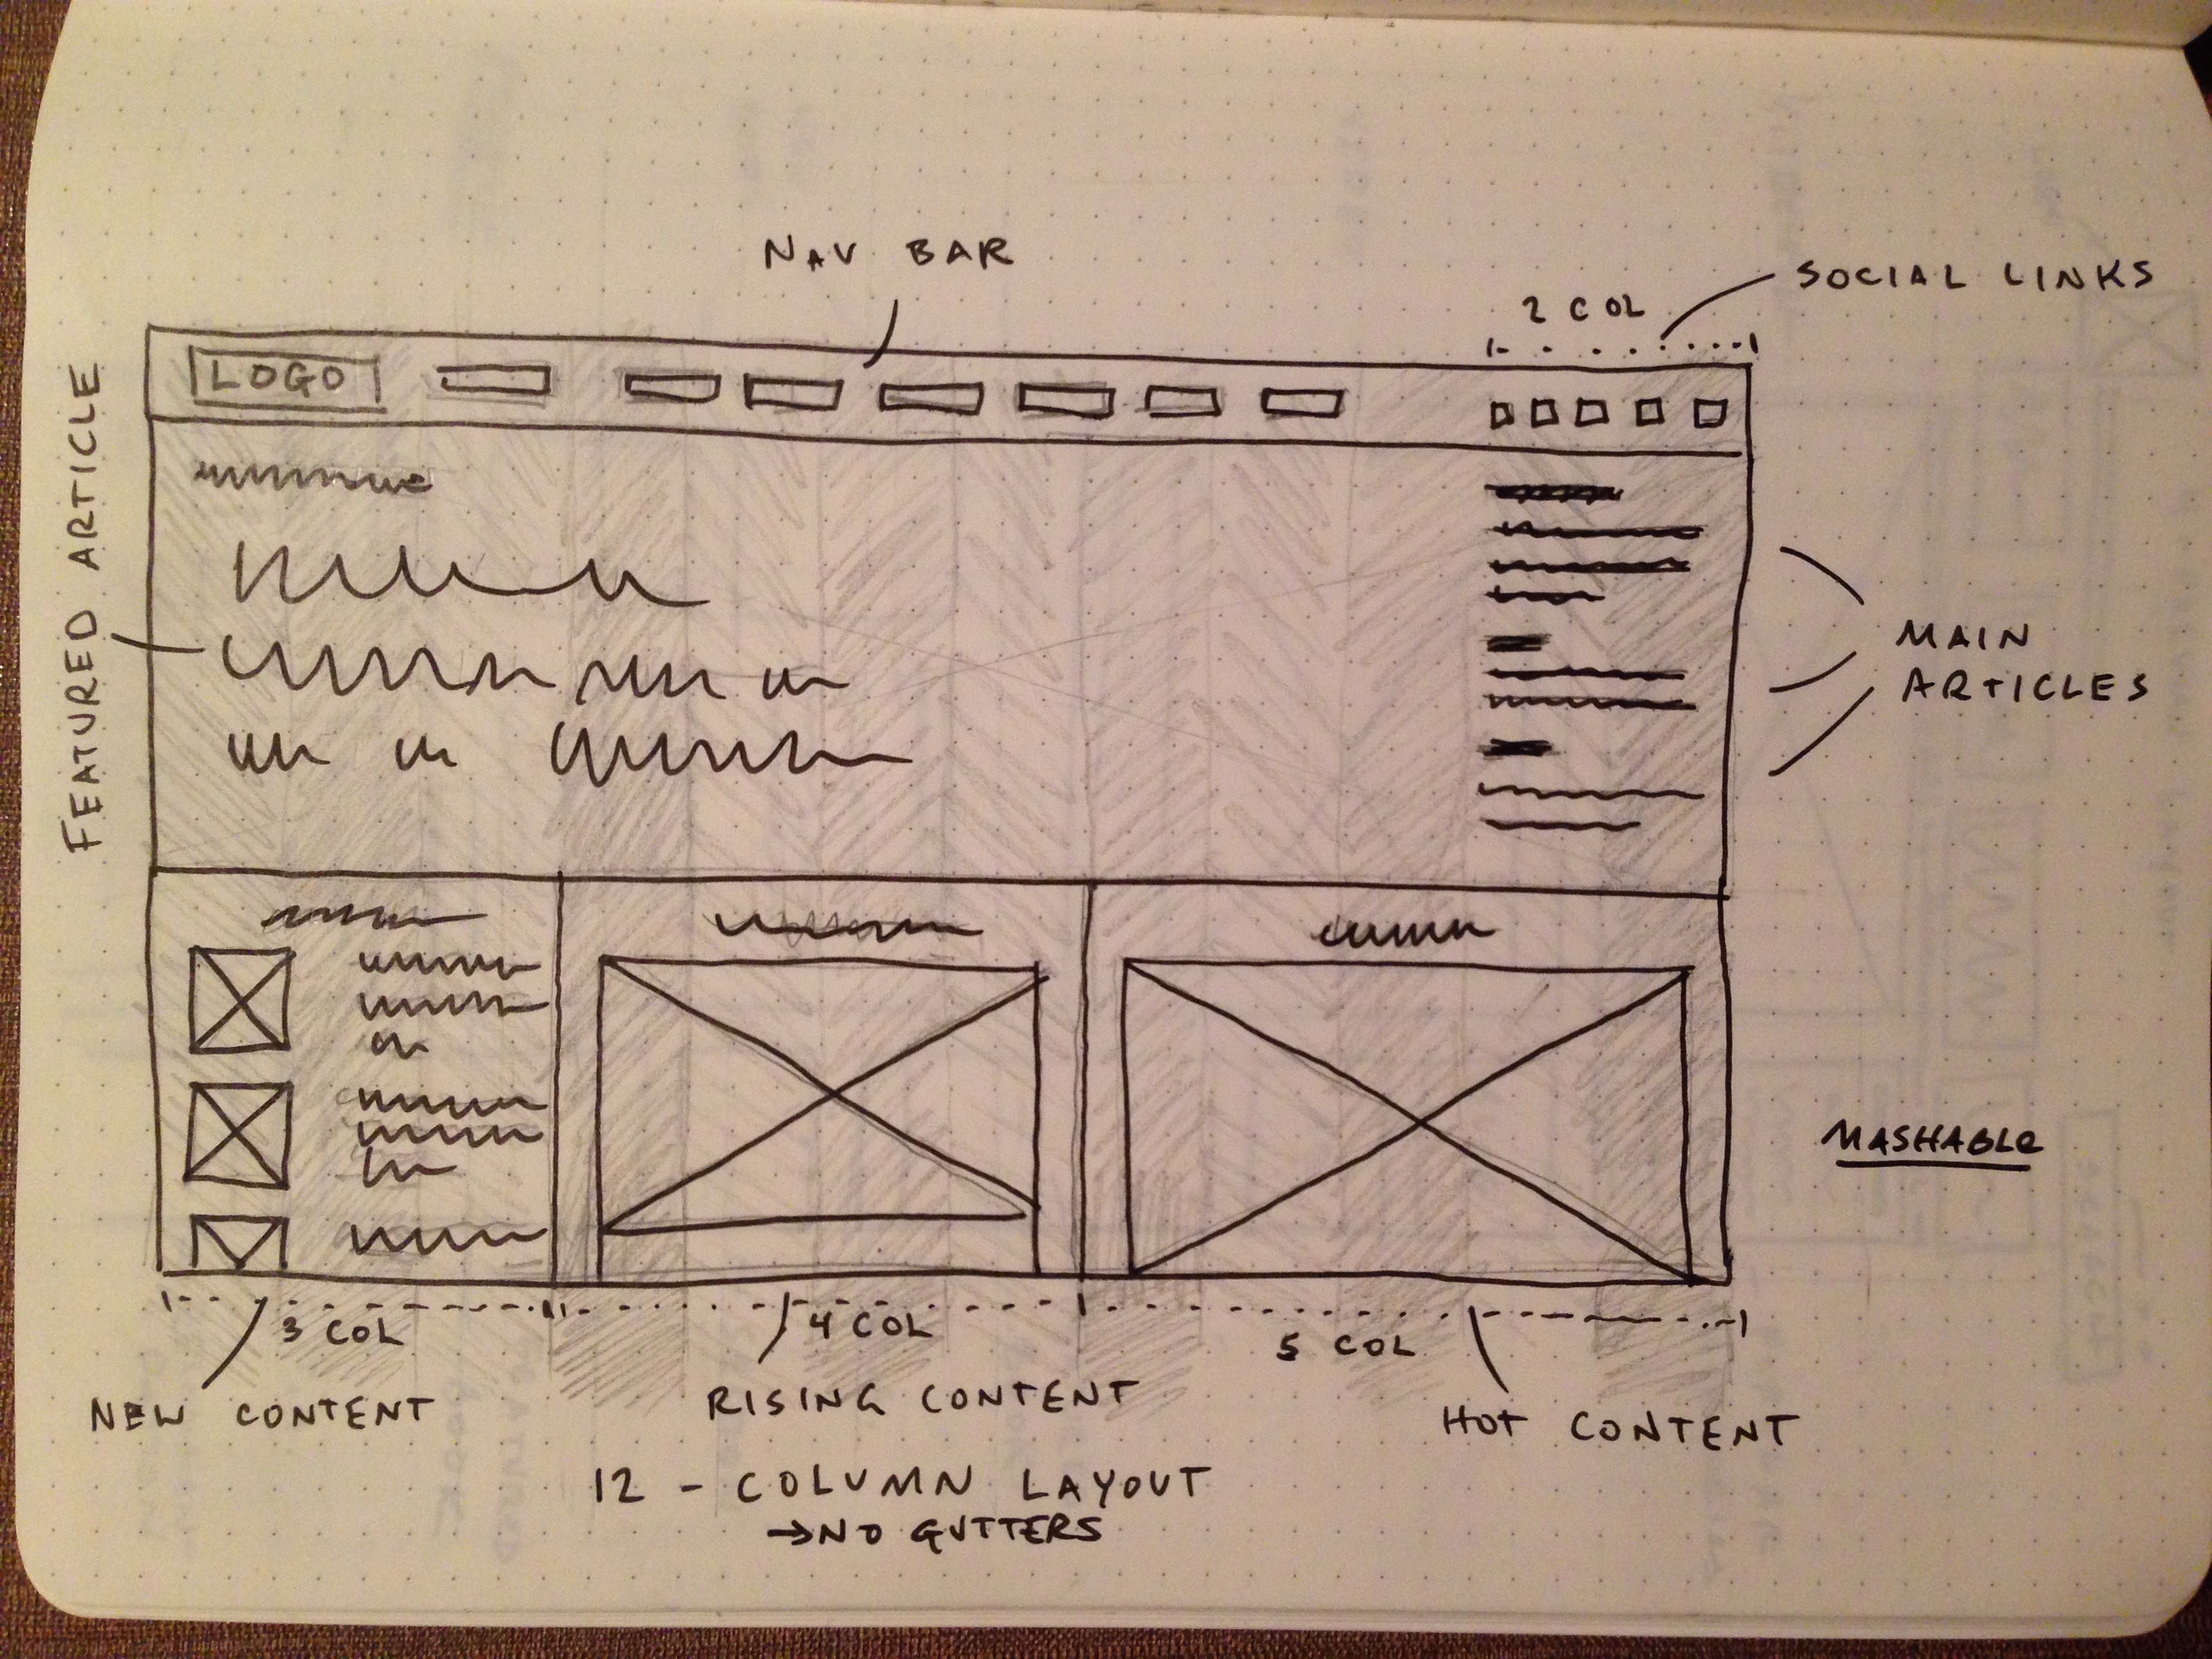 NAV BAR
SOCIAL LINKS
2 COL
LOGO
FEATURED ARTICLE
MAIN
ARTICLES
MASHABLE
3 COL
4 COL
5 COL
NEW CONTENT
RISING CONTENT
HOT CONTENT
12 - COLUMN LAYOUT
→NO GUTTERS